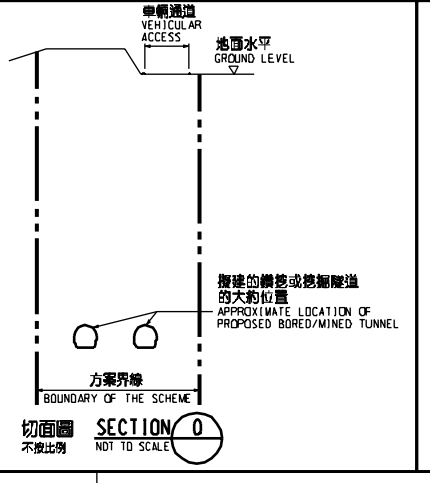 車輛通道
VEHICULAR
ACCESS
地面水平
GROUND LEVEL
擬建的鑽挖或挖掘隧道
的大約位置
APPROXIMATE LOCATION OF
PROPOSED BORED/MINED TUNNEL
方案界線
BOUNDARY OF THE SCHEME
切面圖 SECTION O
不按比例 NOT TO SCALE